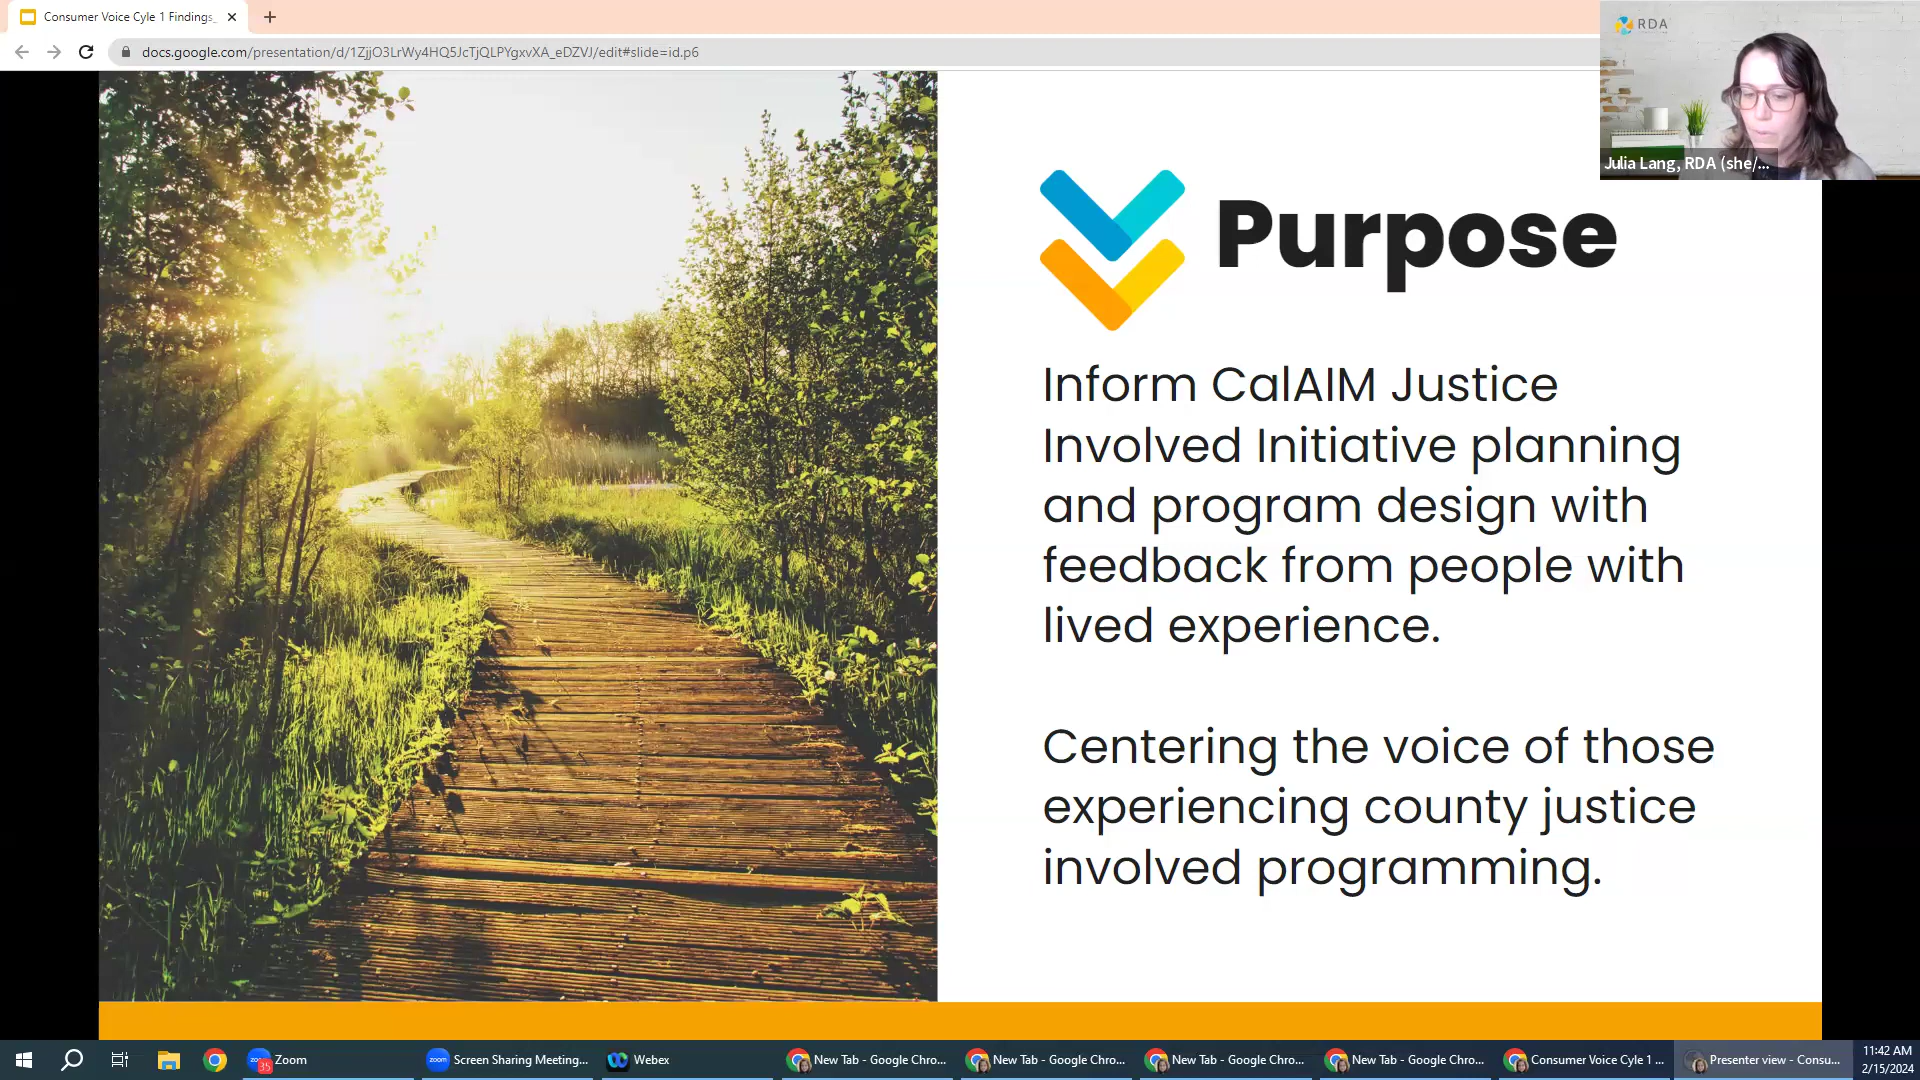 Consumer Voice Cyle 1 Findings_
docs.google.com/presentation/d/1ZjjO3LrWy4HQ5JcTjQLPYgxvXA_eDZVJ/edit#slide=id.p6
RDA
Julia Lang, RDA (she/...
Purpose
Inform CalAIM Justice
Involved Initiative planning
and program design with
feedback from people with
lived experience.
Centering the voice of those
experiencing county justice
involved programming.
zoom
35
Zoom
zoom
Screen Sharing Meeting...
Webex
New Tab - Google Chro...
New Tab - Google Chro...
New Tab - Google Chro...
New Tab - Google Chro...
Consumer Voice Cyle 1 ...
Presenter view - Consu...
11:42 AM
2/15/2024